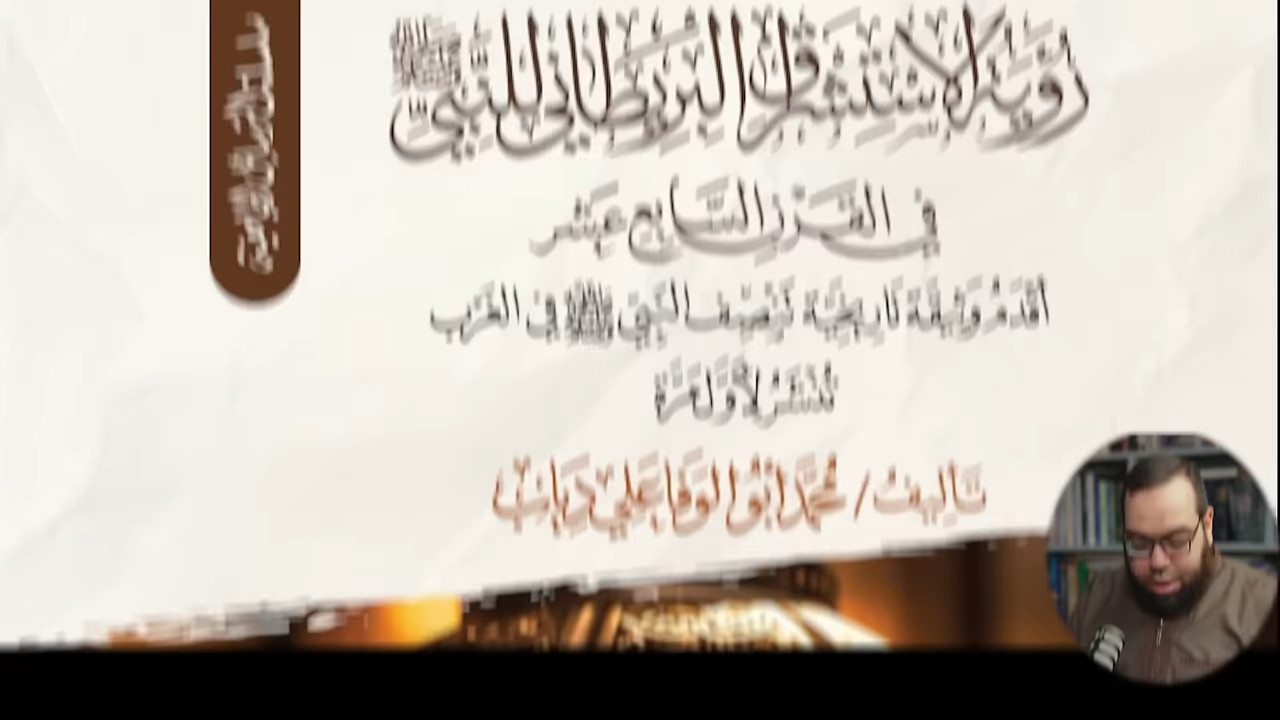 رؤية الاستشراق البريطاني للنبي ﷺ
في القرن السابع عشر
أقدم وثيقة تاريخية تنصف النبي ﷺ في الغرب
تنشر لأول مرة
تأليف / محمد أبو الوفا علي دياب